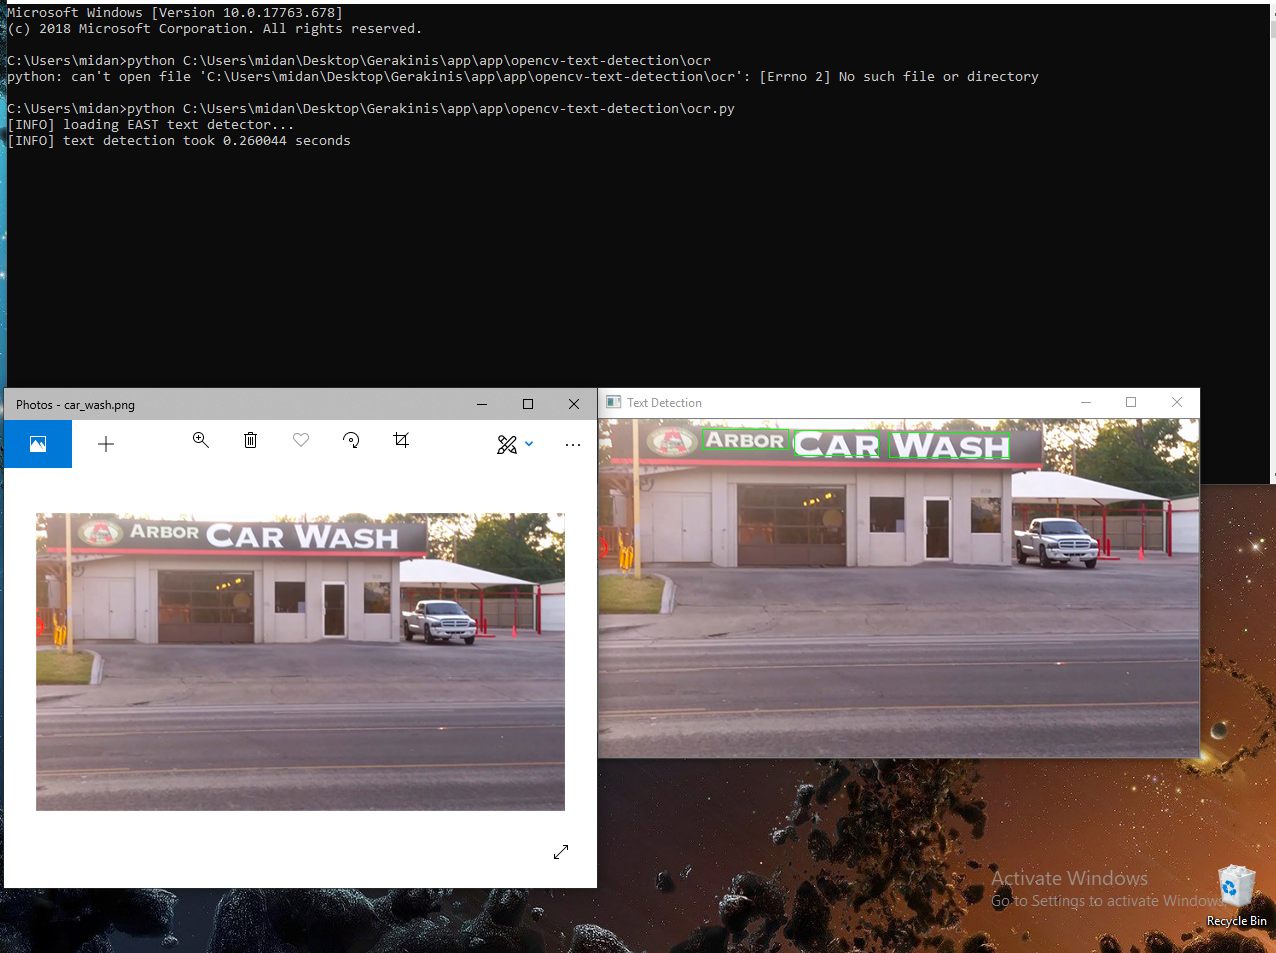 Microsoft Windows [Version 10.0.17763.678]
(c) 2018 Microsoft Corporation. All rights reserved.
C:\Users\midan>python C:\Users\midan\Desktop\Gerakinis\app\app\opencv-text-detection\ocr
python: can't open file 'C:\Users\midan\Desktop\Gerakinis\app\app\opencv-text-detection\ocr': [Errno 2] No such file or directory
C:\Users\midan>python C:\Users\midan\Desktop\Gerakinis\app\app\opencv-text-detection\ocr.py
[INFO] loading EAST text detector...
[INFO] text detection took 0.260044 seconds
Photos - car_wash.png
ARBOR CAR WASH
Text Detection
ARBOR CAR WASH
Activate Windows
Go to Settings to activate Windows.
Recycle Bin